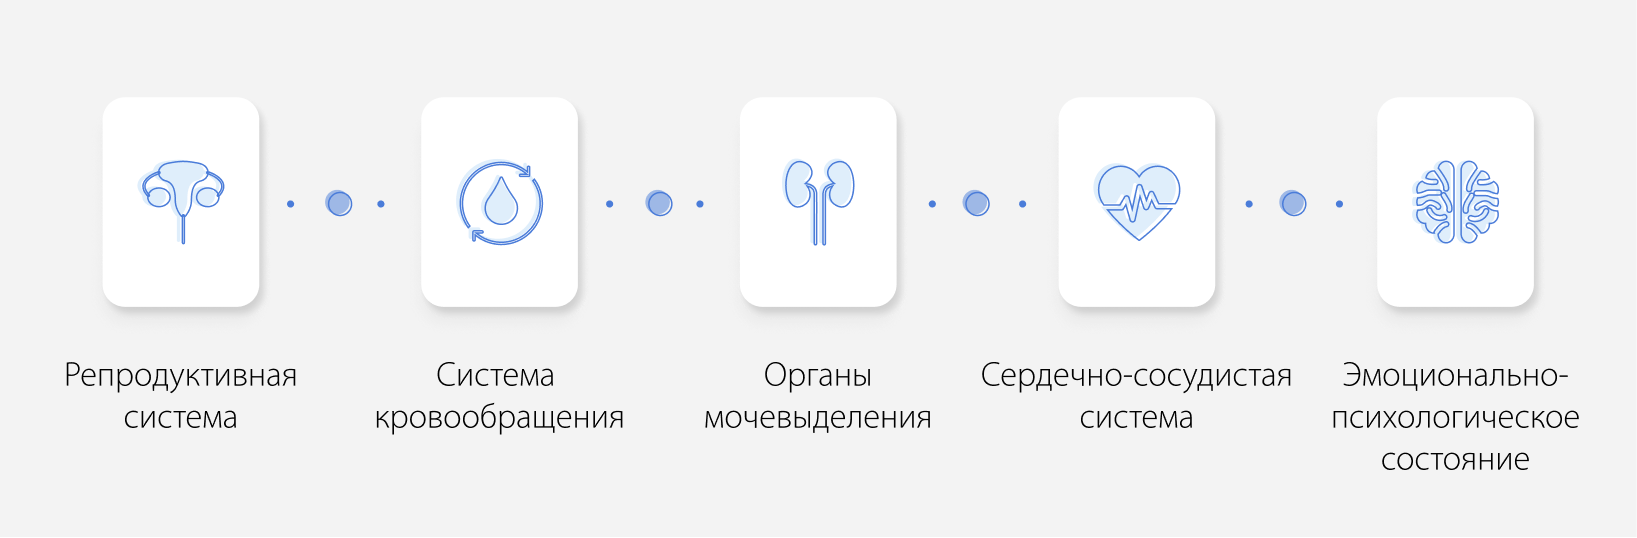 Репродуктивная
система
Система
кровообращения
Органы
мочевыделения
Сердечно-сосудистая
система
Эмоционально-
психологическое
состояние